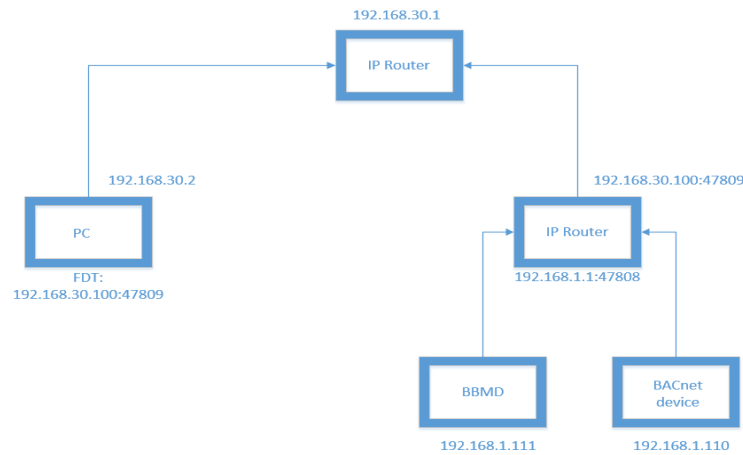 192.168.30.1
IP Router
192.168.30.2
192.168.30.100:47809
PC
IP Router
FDT:
192.168.30.100:47809
192.168.1.1:47808
BBMD
BACnet
device
192.168.1.111
192.168.1.110